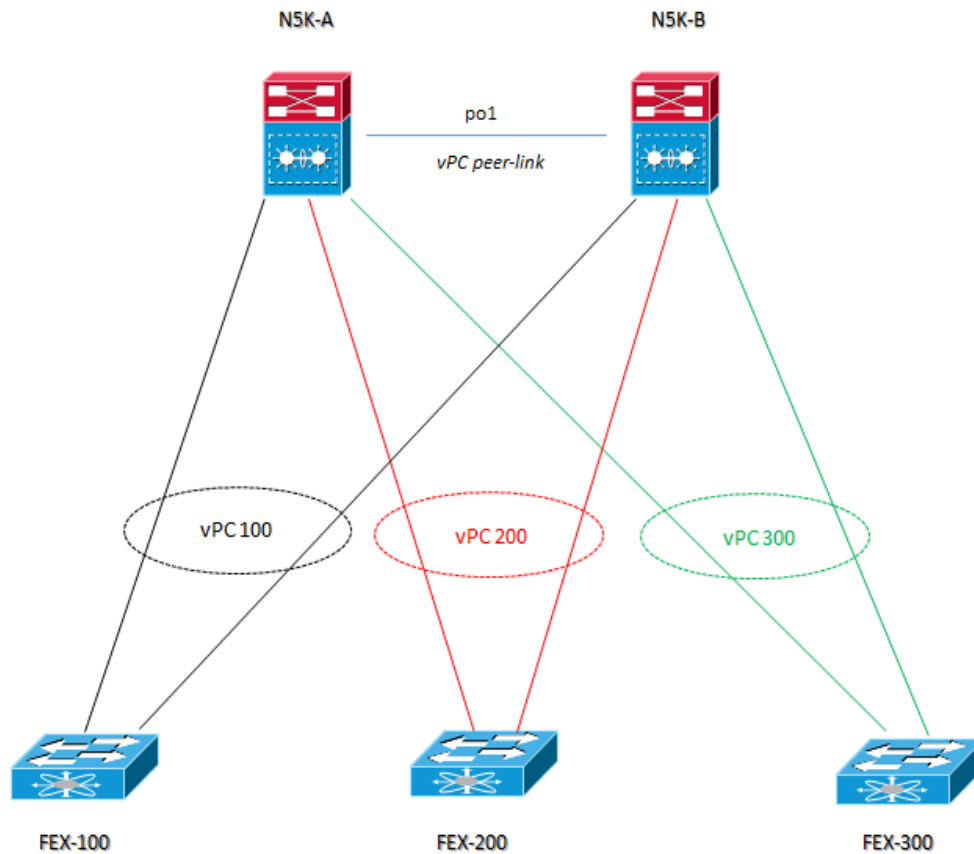 N5K-A
N5K-B
po1
vPC peer-link
vPC 100
vPC 200
vPC 300
FEX-100
FEX-200
FEX-300